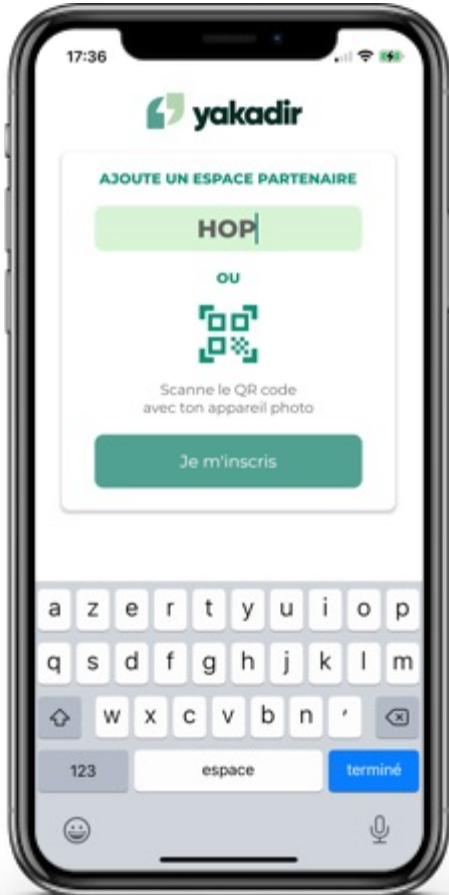 17:36
yakadir
AJOUTE UN ESPACE PARTENAIRE
HOP
OU
Scanne le QR code
avec ton appareil photo
Je m'inscris
a z e r t y u i o p
q s d f g h j k l m
w x c v b n '
123 espace terminé